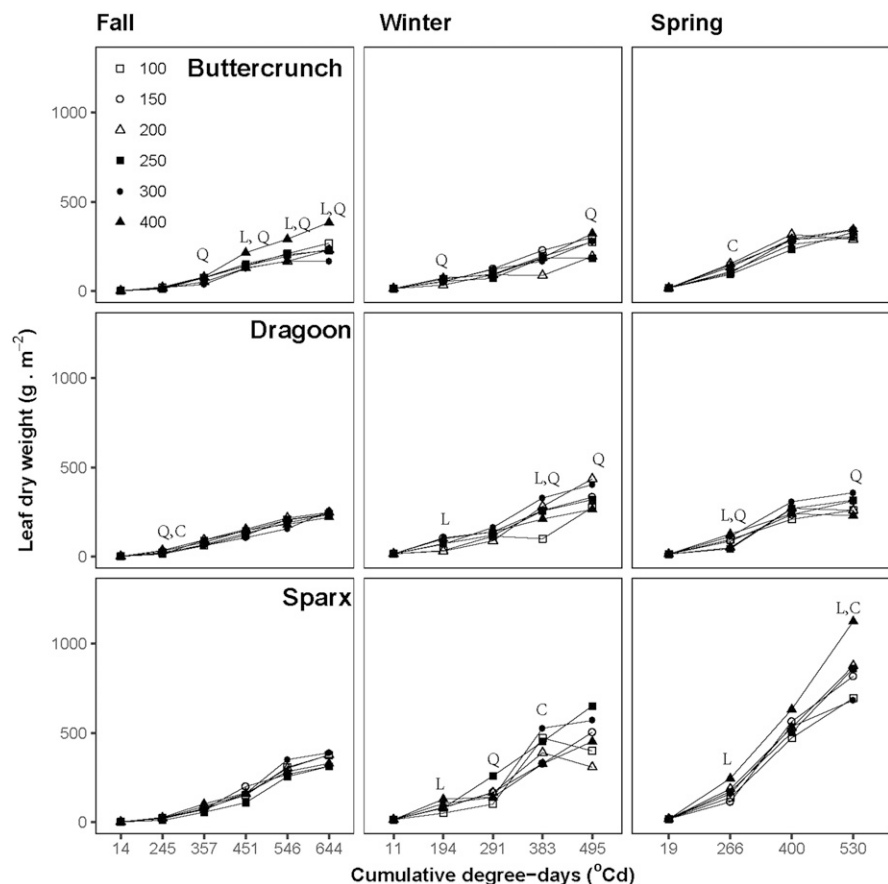 Fall Winter Spring
Buttercrunch
100
150
200
250
300
400
1000
500
0
Q L, Q L,Q L,Q
Q Q
C
Dragoon
1000
500
0
Q,C
L L,Q Q
L,Q Q
Sparx
1000
500
0
L Q C
L L,C
Leaf dry weight (g . m⁻²)
14 245 357 451 546 644
11 194 291 383 495
19 266 400 530
Cumulative degree−days (°Cd)